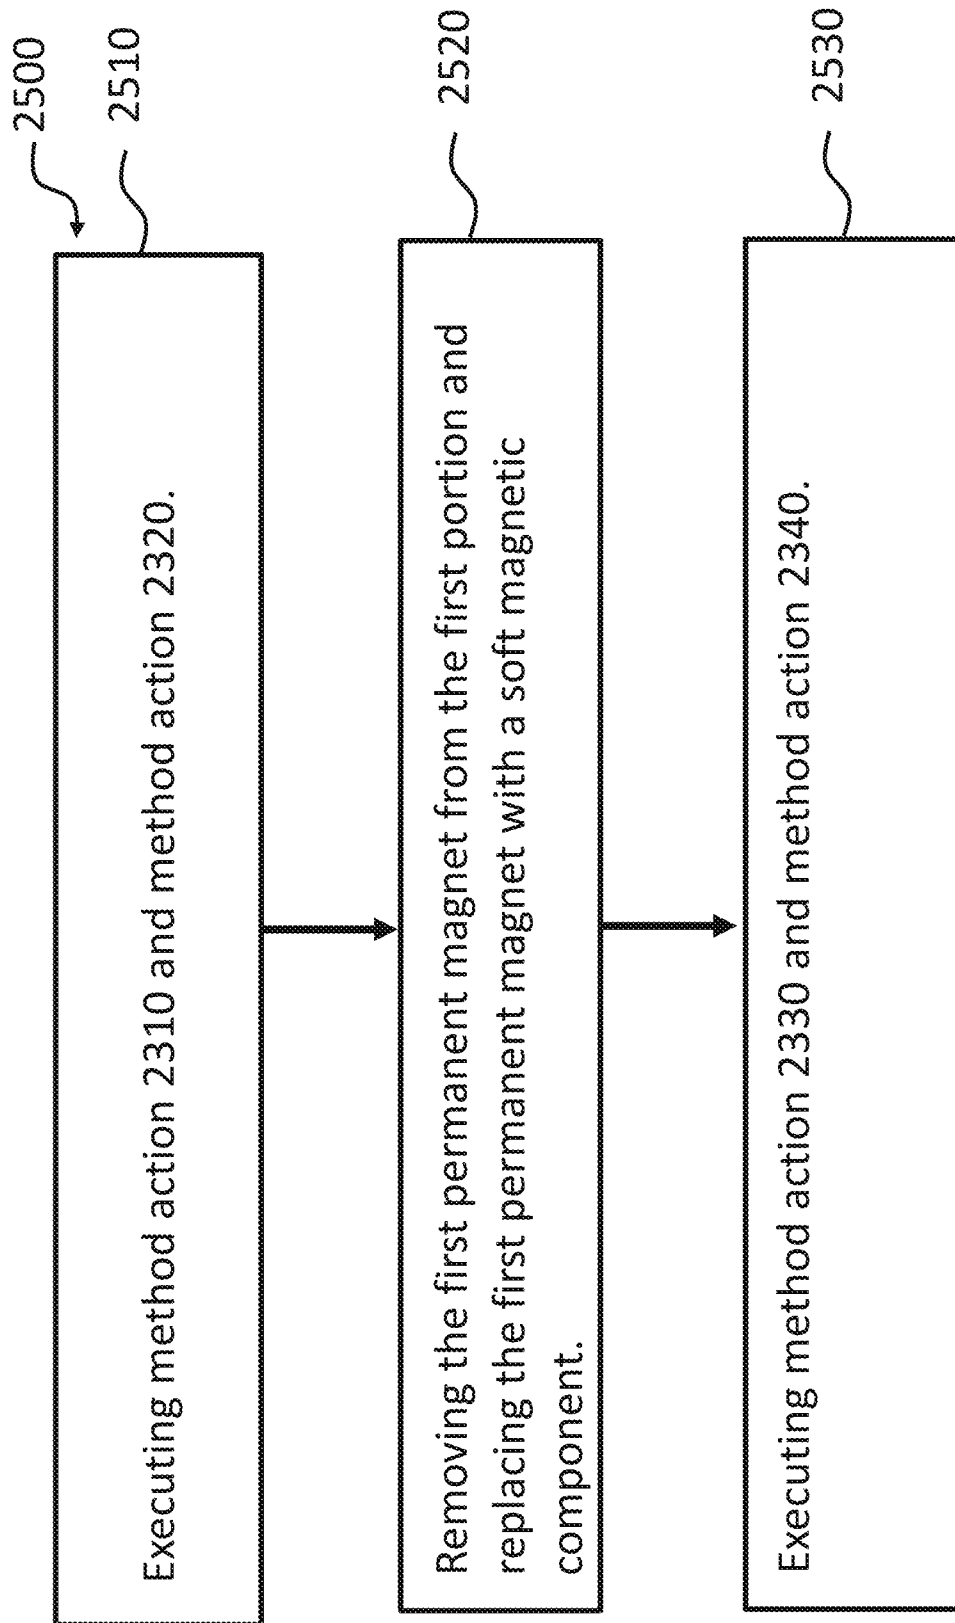 2500
2510
Executing method action 2310 and method action 2320.
2520
Removing the first permanent magnet from the first portion and
replacing the first permanent magnet with a soft magnetic
component.
2530
Executing method action 2330 and method action 2340.